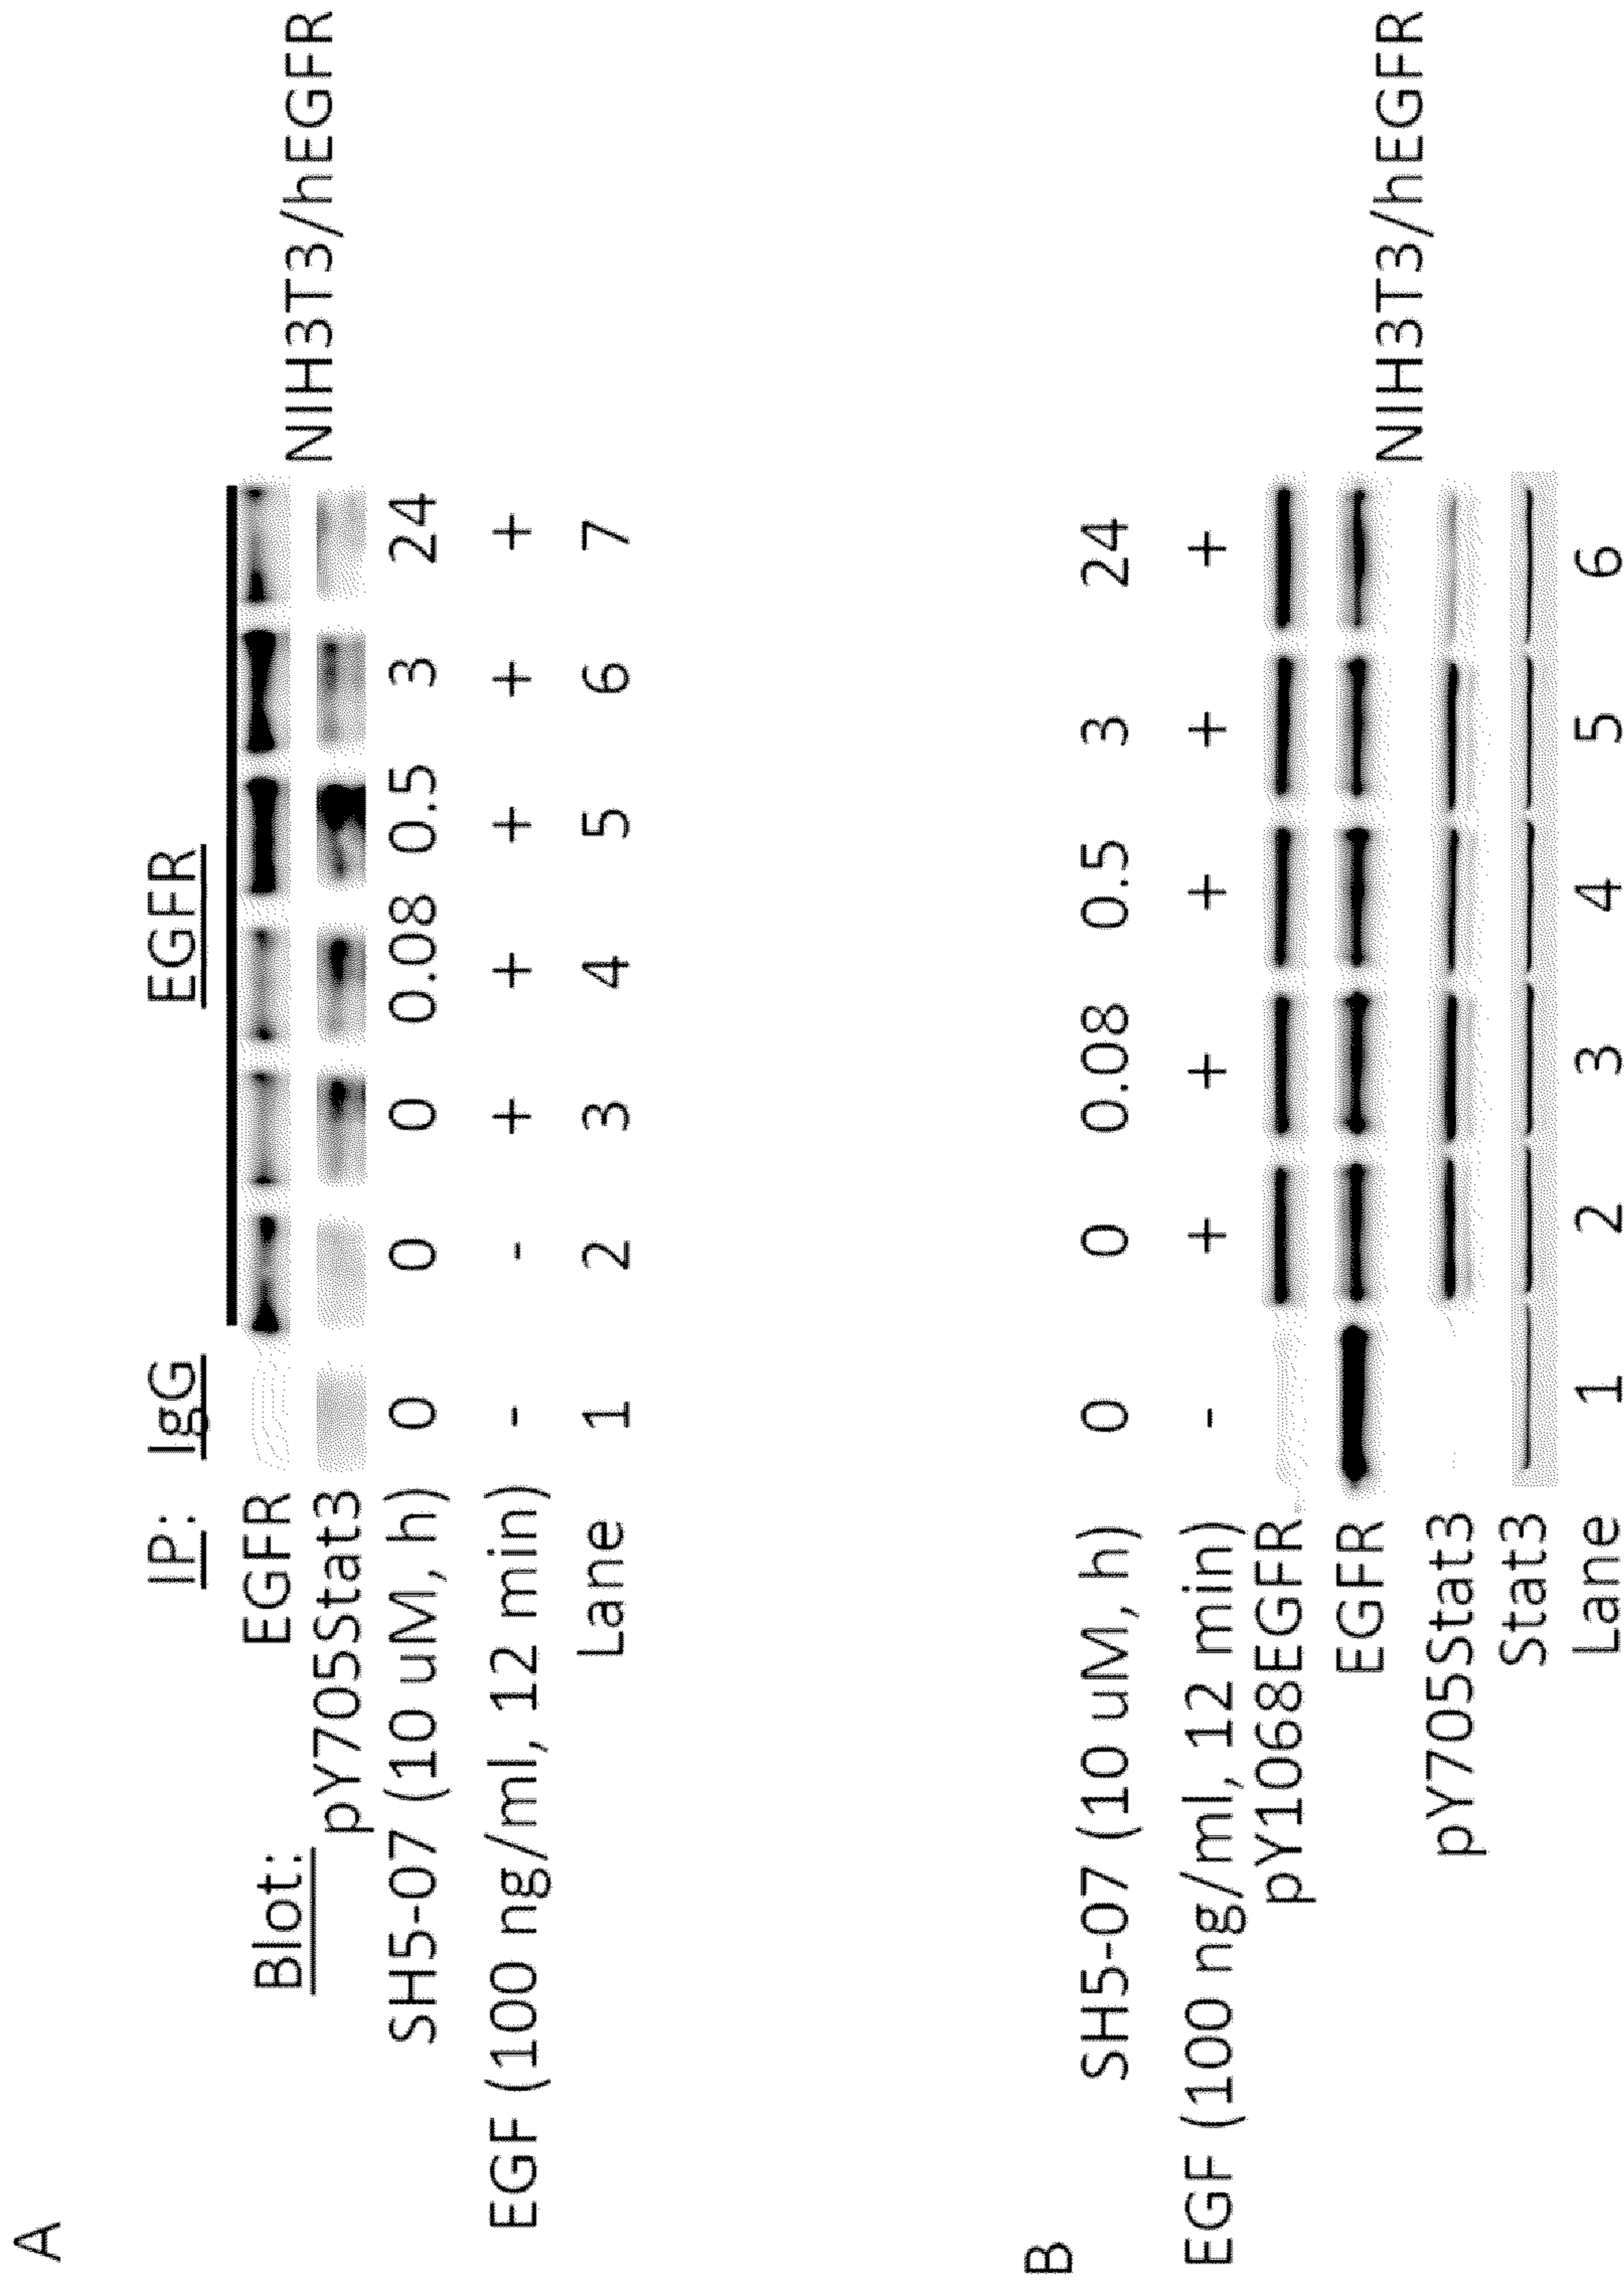 A
IP: IgG EGFR
Blot: EGFR
pY705Stat3
NIH3T3/hEGFR
SH5-07 (10 uM, h) 0 0 0 0.08 0.5 3 24
EGF (100 ng/ml, 12 min) - - + + + + +
Lane 1 2 3 4 5 6 7
B
SH5-07 (10 uM, h) 0 0 0.08 0.5 3 24
EGF (100 ng/ml, 12 min) - + + + + +
pY1068EGFR
EGFR
NIH3T3/hEGFR
pY705Stat3
Stat3
Lane 1 2 3 4 5 6